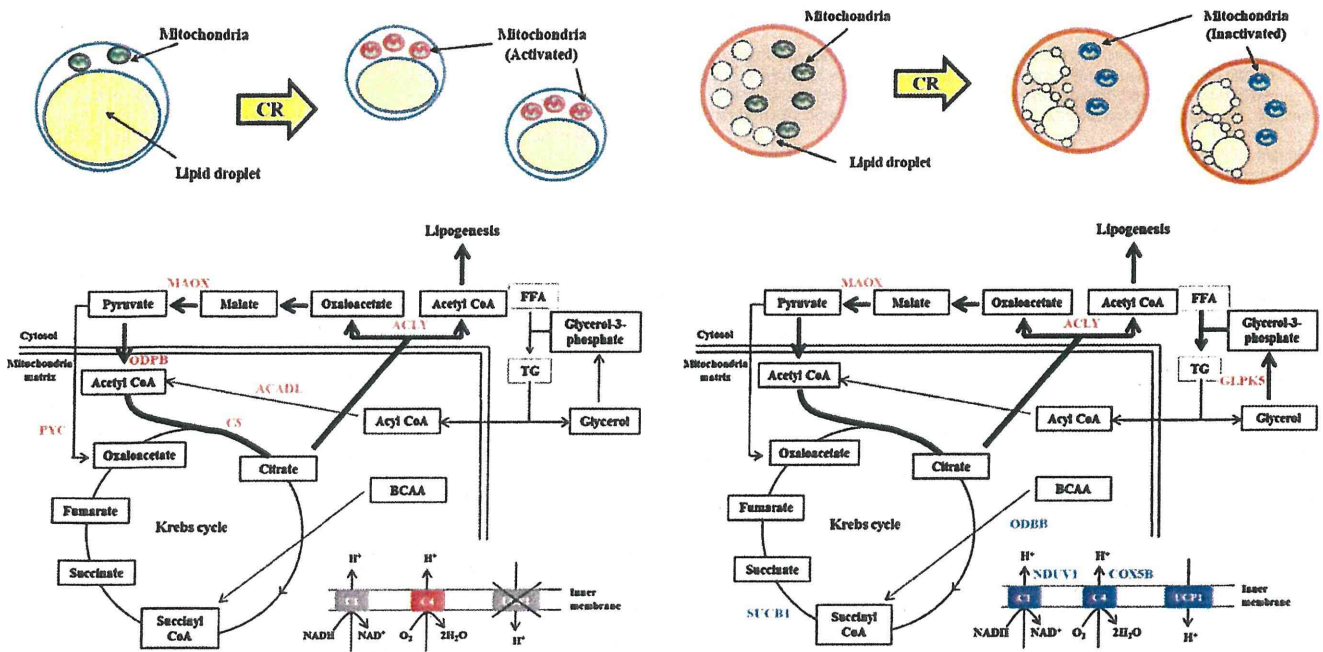 Mitochondria
CR
Mitochondria
(Activated)
Lipid droplet
Mitochondria
CR
Mitochondria
(Inactivated)
Lipid droplet
Lipogenesis
MAOX
Pyruvate
Malate
Oxaloacetate
Acetyl CoA
FFA
ACLY
Glycerol-3-
phosphate
Cytosol
Mitochondria
matrix
ODPB
TG
Acetyl CoA
ACADL
PYC
CS
Acyl CoA
Glycerol
Oxaloacetate
Citrate
BCAA
Fumarate
Krebs cycle
Succinate
H⁺
H⁺
C4
Inner
membrane
Succinyl
CoA
NADH
NAD⁺
O₂
2H₂O
H⁺
Lipogenesis
MAOX
Pyruvate
Malate
Oxaloacetate
Acetyl CoA
FFA
ACLY
Glycerol-3-
phosphate
Cytosol
Mitochondria
matrix
TG
GLPK5
Acetyl CoA
Acyl CoA
Glycerol
Oxaloacetate
Citrate
BCAA
Fumarate
Krebs cycle
ODBB
Succinate
H⁺
NDUV1
H⁺
COX5B
SUCB1
C1
C4
UCP1
Inner
membrane
Succinyl
CoA
NADH
NAD⁺
O₂
2H₂O
H⁺